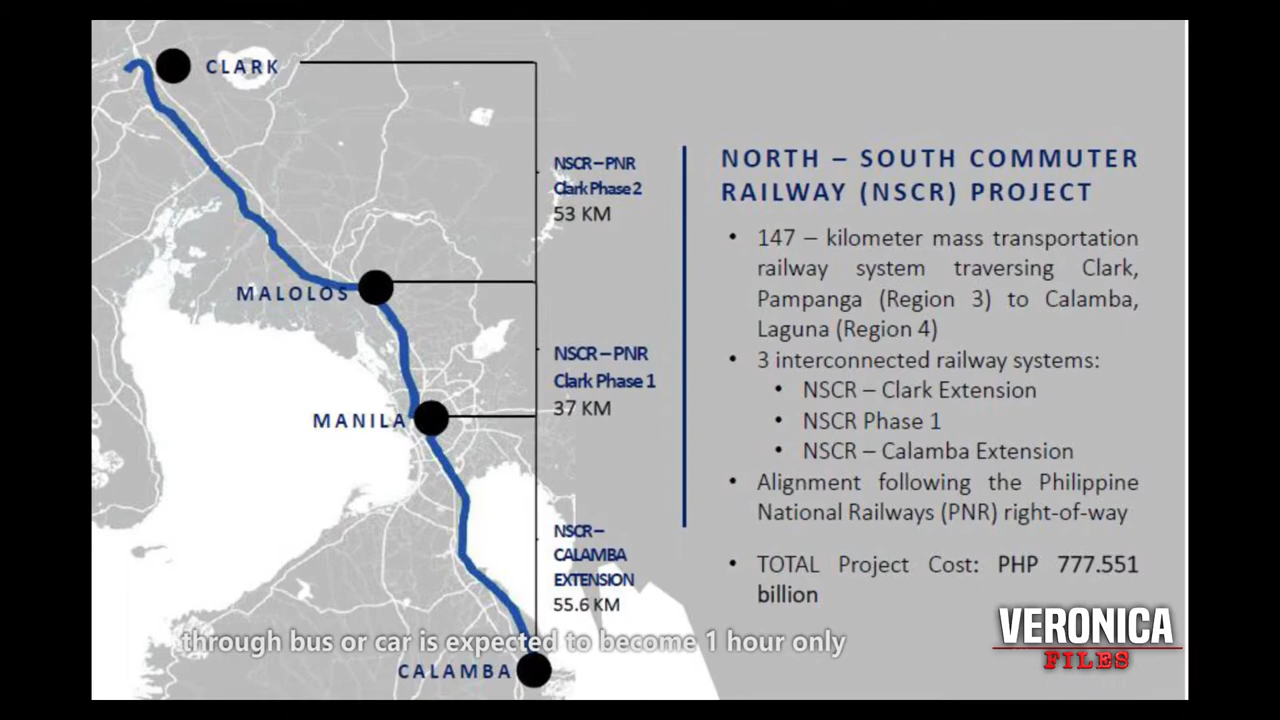 CLARK
NSCR – PNR
Clark Phase 2
53 KM
MALOLOS
NSCR – PNR
Clark Phase 1
37 KM
MANILA
NSCR –
CALAMBA
EXTENSION
55.6 KM
CALAMBA
NORTH – SOUTH COMMUTER
RAILWAY (NSCR) PROJECT
• 147 – kilometer mass transportation
railway system traversing Clark,
Pampanga (Region 3) to Calamba,
Laguna (Region 4)
• 3 interconnected railway systems:
• NSCR – Clark Extension
• NSCR Phase 1
• NSCR – Calamba Extension
• Alignment following the Philippine
National Railways (PNR) right-of-way
• TOTAL Project Cost: PHP 777.551
billion
through bus or car is expected to become 1 hour only
VERONICA
FILES